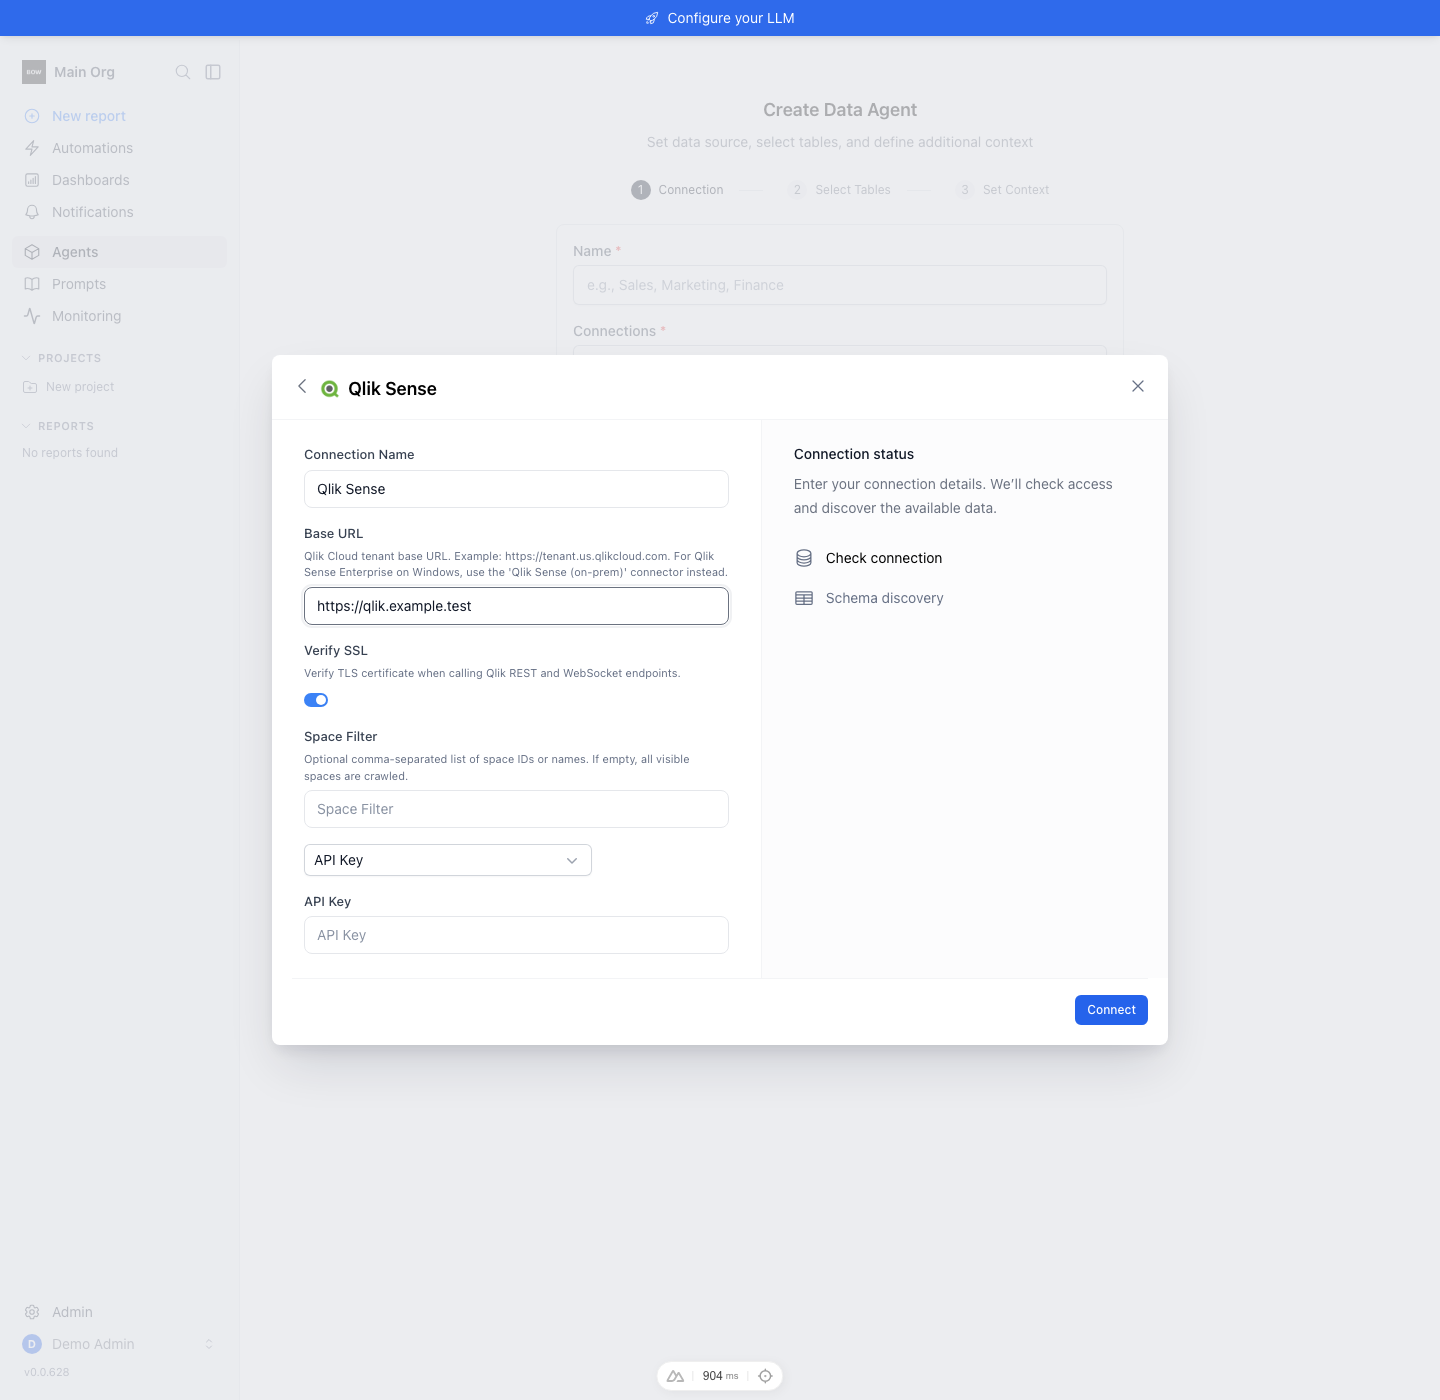 Configure your LLM
BOW
Main Org
New report
Automations
Dashboards
Notifications
Agents
Prompts
Monitoring
PROJECTS
New project
REPORTS
No reports found
Create Data Agent
Set data source, select tables, and define additional context
1 Connection 2 Select Tables 3 Set Context
Name *
e.g., Sales, Marketing, Finance
Connections *
Qlik Sense
Connection Name
Qlik Sense
Base URL
Qlik Cloud tenant base URL. Example: https://tenant.us.qlikcloud.com. For Qlik
Sense Enterprise on Windows, use the 'Qlik Sense (on-prem)' connector instead.
https://qlik.example.test
Verify SSL
Verify TLS certificate when calling Qlik REST and WebSocket endpoints.
Space Filter
Optional comma-separated list of space IDs or names. If empty, all visible
spaces are crawled.
Space Filter
API Key
API Key
API Key
Connection status
Enter your connection details. We'll check access
and discover the available data.
Check connection
Schema discovery
Connect
Admin
D Demo Admin
v0.0.628
904 ms